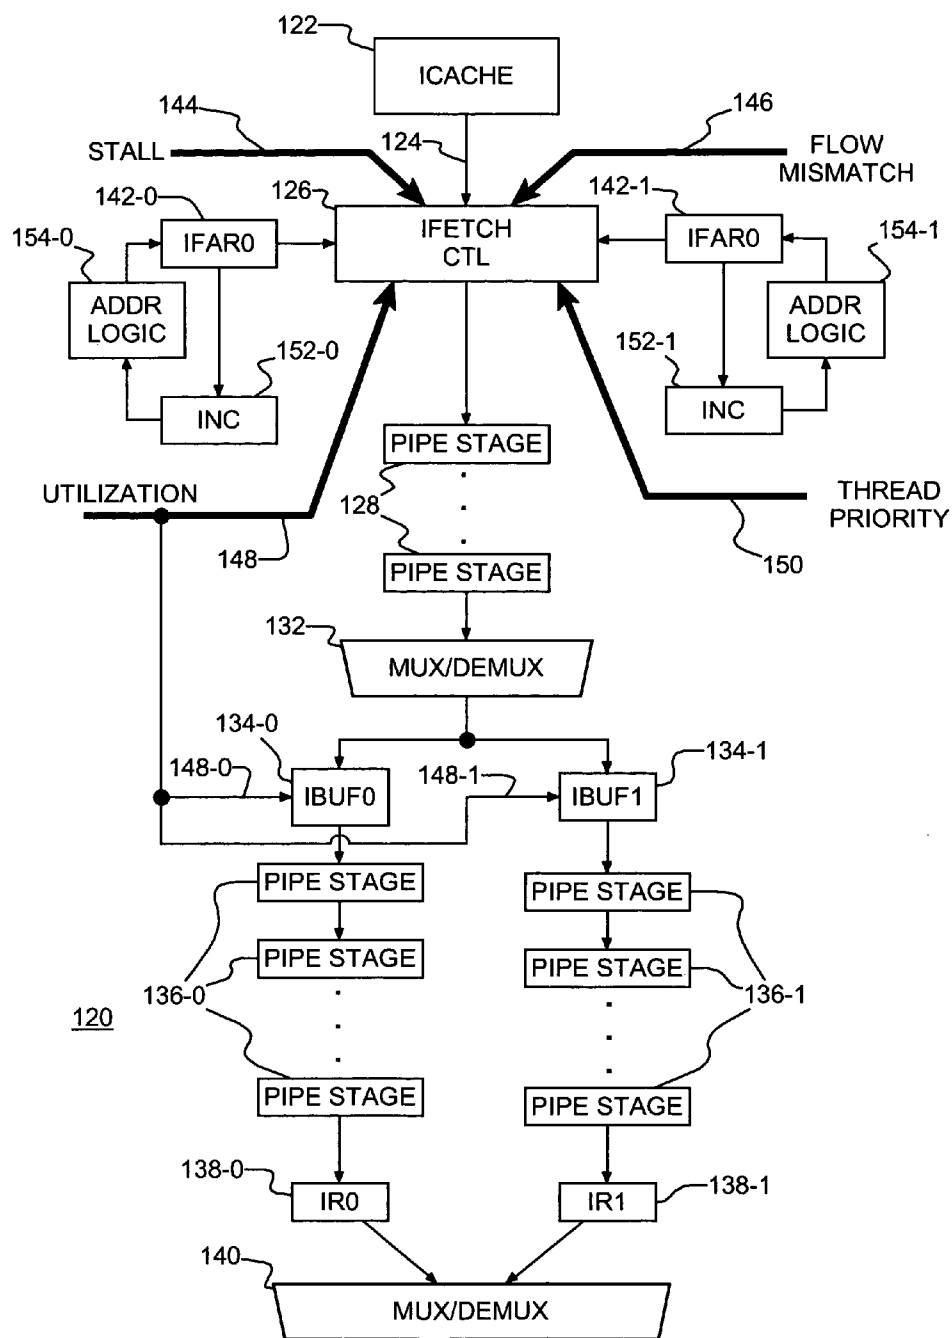 122
ICACHE
144
146
STALL
124
FLOW
MISMATCH
142-0
126
142-1
154-0
IFAR0
IFETCH
CTL
IFAR0
154-1
ADDR
LOGIC
ADDR
LOGIC
152-0
152-1
INC
INC
PIPE STAGE
UTILIZATION
128
THREAD
PRIORITY
148
150
PIPE STAGE
132
MUX/DEMUX
134-0
134-1
148-0
148-1
IBUF0
IBUF1
PIPE STAGE
PIPE STAGE
PIPE STAGE
PIPE STAGE
136-0
136-1
120
PIPE STAGE
PIPE STAGE
138-0
138-1
IR0
IR1
140
MUX/DEMUX